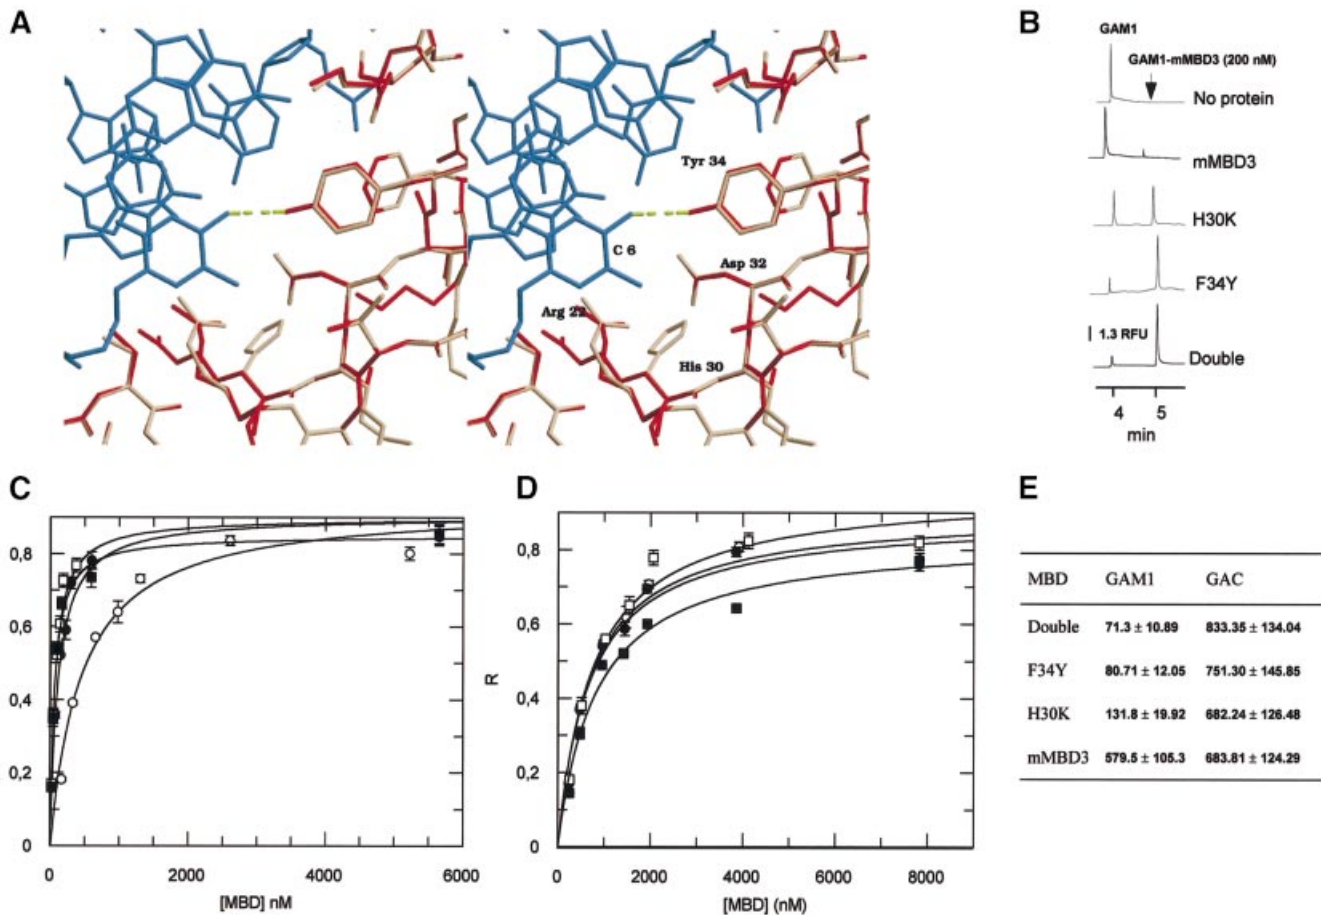 A
Tyr 34
C 6
Asp 32
Arg 22
His 30
B
GAM1
GAM1-mMBD3 (200 nM)
No protein
mMBD3
H30K
F34Y
1.3 RFU
Double
4 5
min
C
0,8
0,6
0,4
0,2
0
0 2000 4000 6000
[MBD] nM
D
R
0,8
0,6
0,4
0,2
0
0 2000 4000 6000 8000
[MBD] (nM)
E
MBD GAM1 GAC
Double 71.3 ± 10.89 833.35 ± 134.04
F34Y 80.71 ± 12.05 751.30 ± 145.85
H30K 131.8 ± 19.92 682.24 ± 126.48
mMBD3 579.5 ± 105.3 683.81 ± 124.29